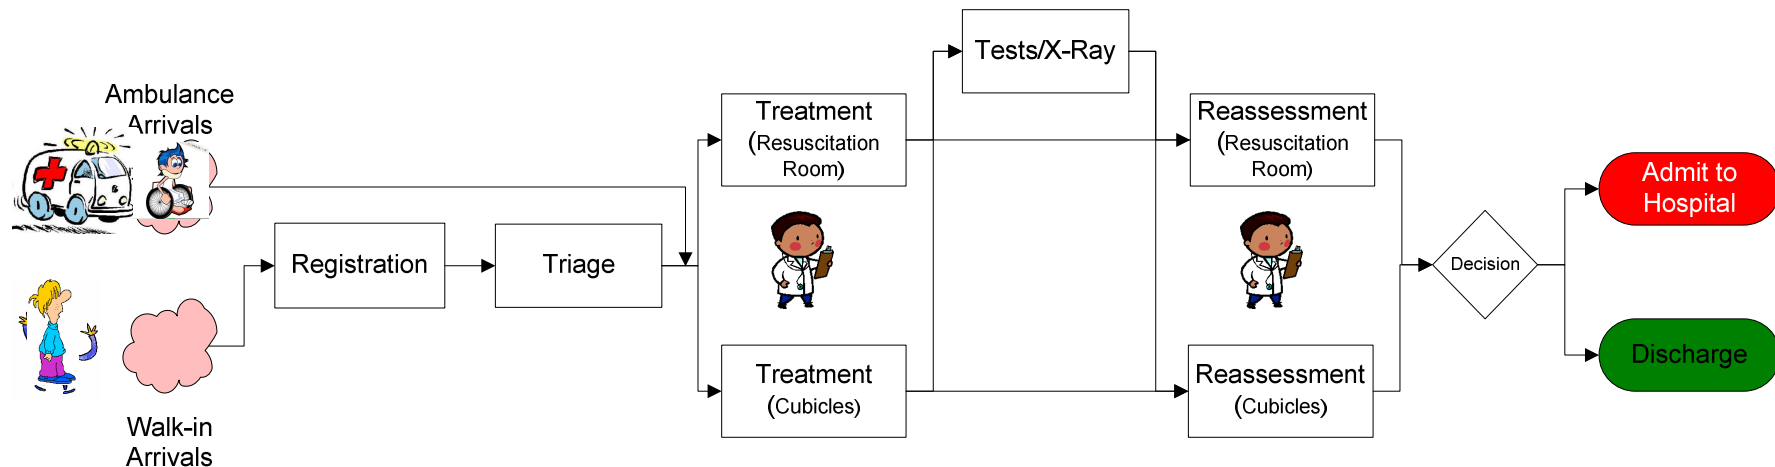 Ambulance
Arrivals
Walk-in
Arrivals
Registration
Triage
Treatment
(Resuscitation
Room)
Treatment
(Cubicles)
Tests/X-Ray
Reassessment
(Resuscitation
Room)
Reassessment
(Cubicles)
Decision
Admit to
Hospital
Discharge